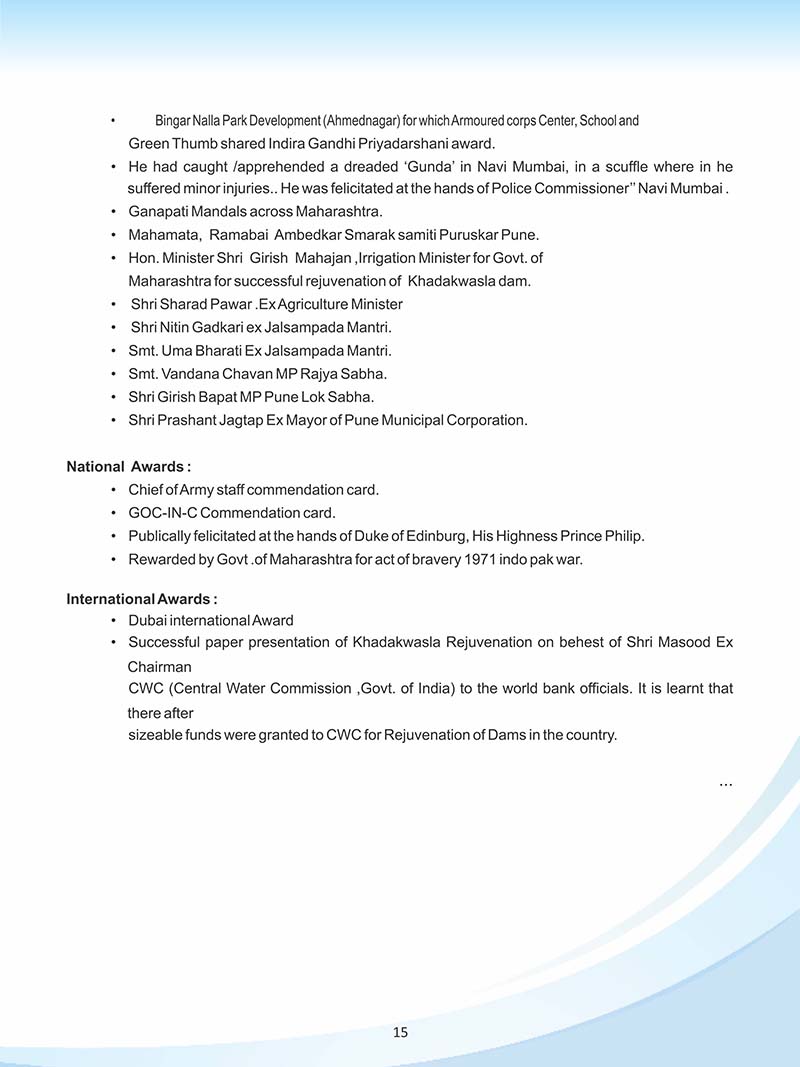 • Bingar Nalla Park Development (Ahmednagar) for which Armoured corps Center, School and
Green Thumb shared Indira Gandhi Priyadarshani award.
• He had caught /apprehended a dreaded ‘Gunda’ in Navi Mumbai, in a scuffle where in he
suffered minor injuries.. He was felicitated at the hands of Police Commissioner’’ Navi Mumbai .
• Ganapati Mandals across Maharashtra.
• Mahamata, Ramabai Ambedkar Smarak samiti Puruskar Pune.
• Hon. Minister Shri Girish Mahajan ,Irrigation Minister for Govt. of
Maharashtra for successful rejuvenation of Khadakwasla dam.
• Shri Sharad Pawar .Ex Agriculture Minister
• Shri Nitin Gadkari ex Jalsampada Mantri.
• Smt. Uma Bharati Ex Jalsampada Mantri.
• Smt. Vandana Chavan MP Rajya Sabha.
• Shri Girish Bapat MP Pune Lok Sabha.
• Shri Prashant Jagtap Ex Mayor of Pune Municipal Corporation.
National Awards :
• Chief of Army staff commendation card.
• GOC-IN-C Commendation card.
• Publically felicitated at the hands of Duke of Edinburg, His Highness Prince Philip.
• Rewarded by Govt .of Maharashtra for act of bravery 1971 indo pak war.
International Awards :
• Dubai international Award
• Successful paper presentation of Khadakwasla Rejuvenation on behest of Shri Masood Ex
Chairman
CWC (Central Water Commission ,Govt. of India) to the world bank officials. It is learnt that
there after
sizeable funds were granted to CWC for Rejuvenation of Dams in the country.
...
15